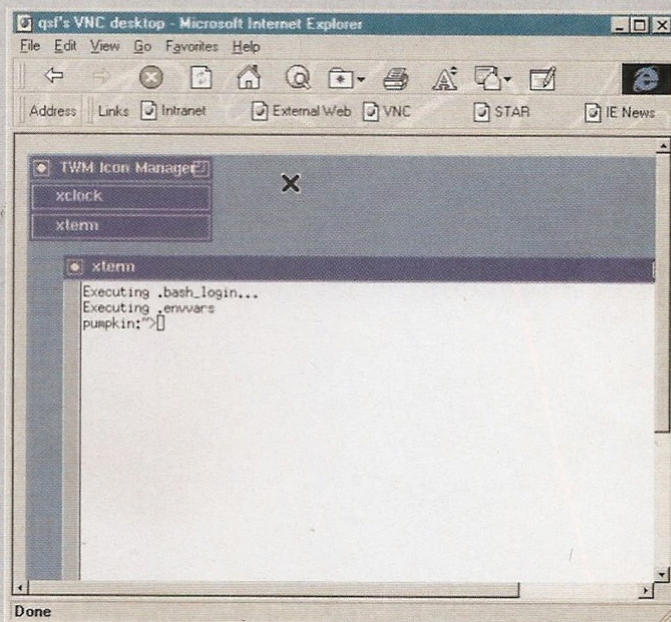 qsf's VNC desktop - Microsoft Internet Explorer
File Edit View Go Favorites Help
Address Links Intranet External Web VNC STAR IE News
TWM Icon Manager
xclock
xterm
xterm
Executing .bash_login...
Executing .envvars
pumpkin:~>
Done